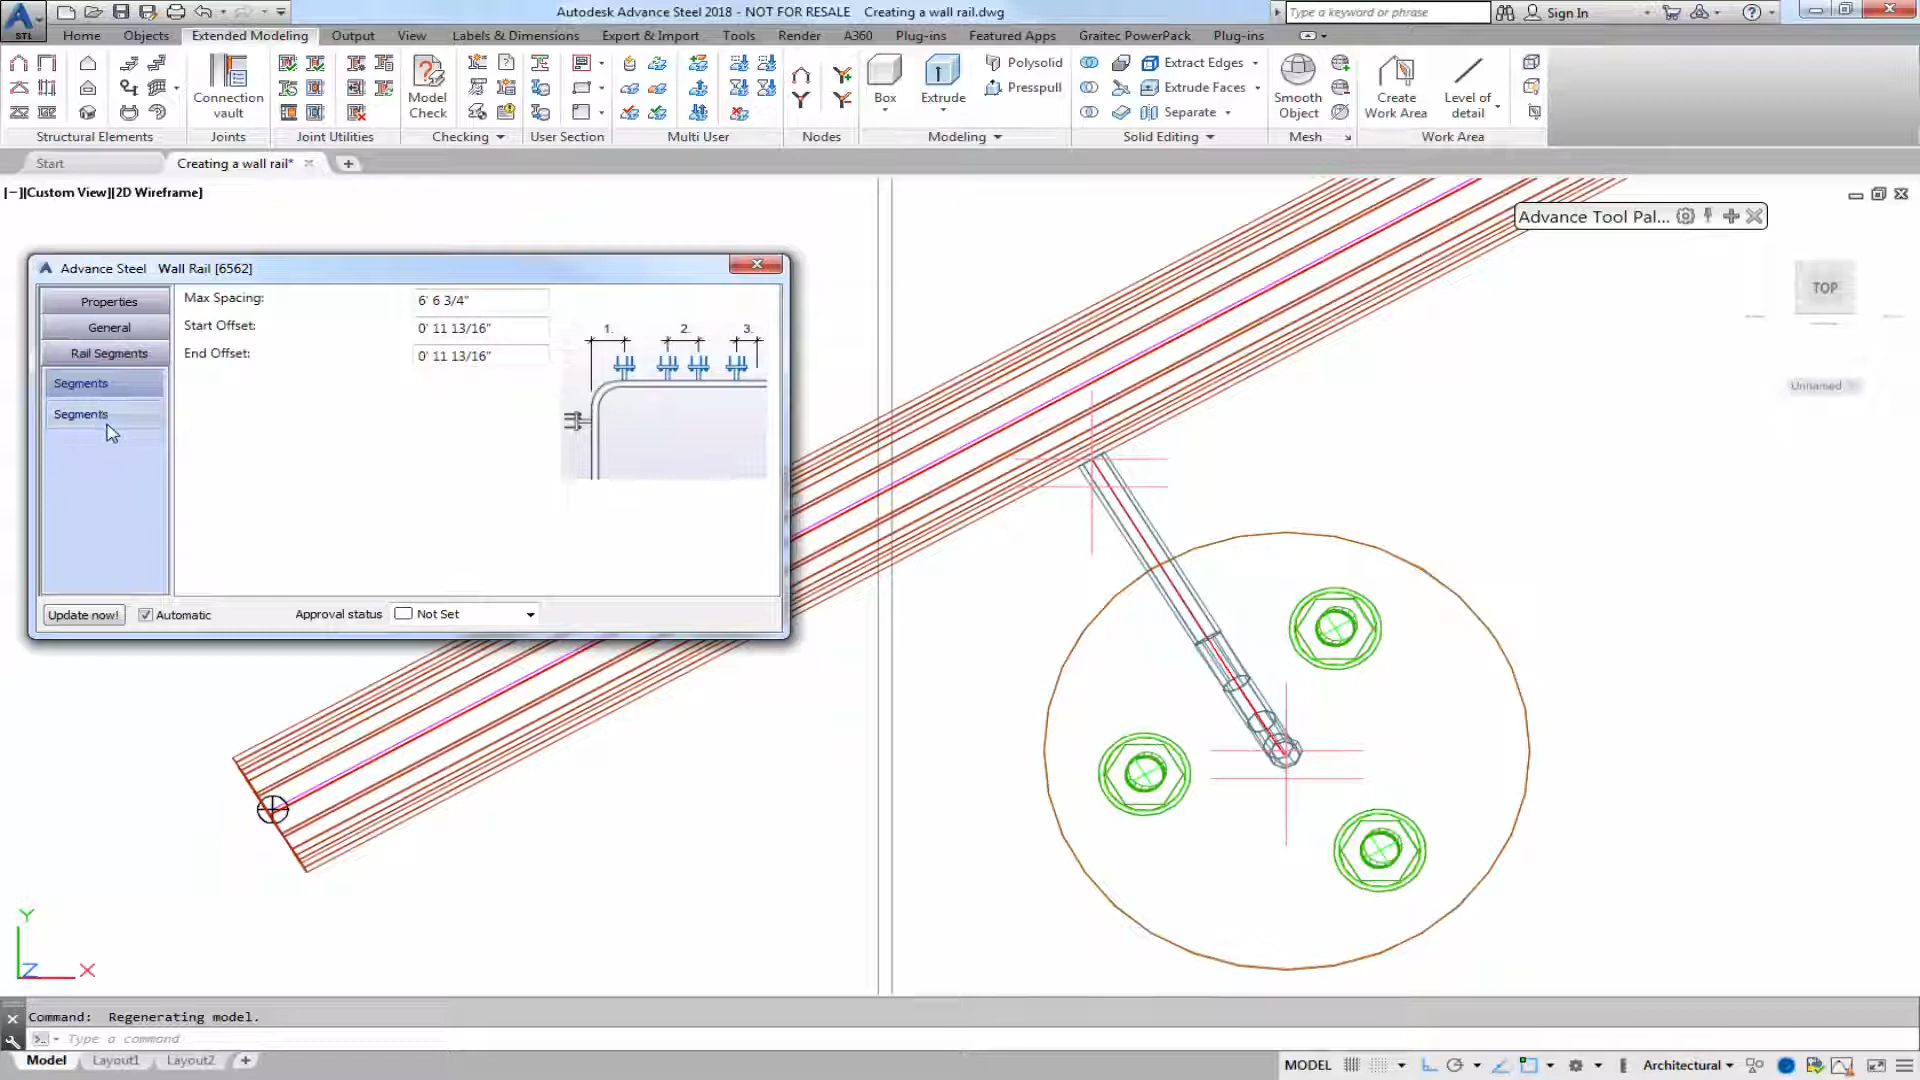 Autodesk Advance Steel 2018 - NOT FOR RESALE Creating a wall rail.dwg
Type a keyword or phrase
Sign In
STL
Home Objects Extended Modeling Output View Labels & Dimensions Export & Import Tools Render A360 Plug-ins Featured Apps Graitec PowerPack Plug-ins
Connection vault
Model Check
Box
Extrude
Polysolid
Presspull
Extract Edges
Extrude Faces
Separate
Smooth Object
Create Work Area
Level of detail
Structural Elements Joints Joint Utilities Checking User Section Multi User Nodes Modeling Solid Editing Mesh Work Area
Start Creating a wall rail*
[−][Custom View][2D Wireframe]
Advance Tool Pal...
TOP
Unnamed
Advance Steel Wall Rail [6562]
Properties
General
Rail Segments
Segments
Segments
Max Spacing: 6' 6 3/4"
Start Offset: 0' 11 13/16"
End Offset: 0' 11 13/16"
1. 2. 3.
Update now! Automatic Approval status Not Set
Y
Z X
Command: Regenerating model.
Type a command
Model Layout1 Layout2
MODEL Architectural